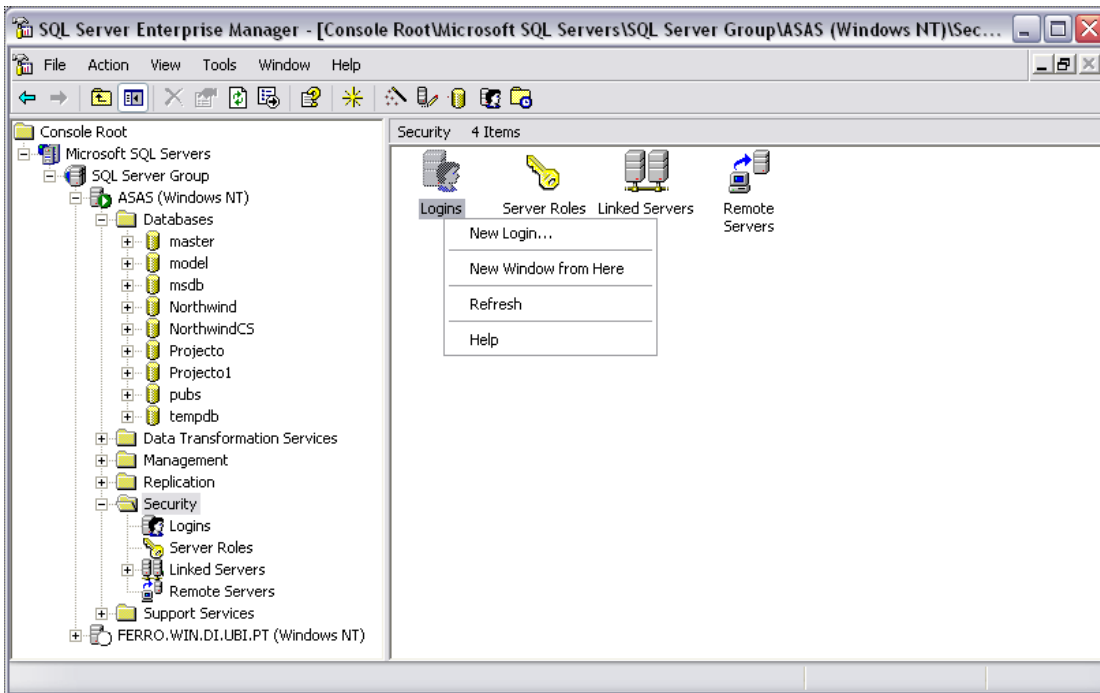 SQL Server Enterprise Manager - [Console Root\Microsoft SQL Servers\SQL Server Group\ASAS (Windows NT)\Sec...
File Action View Tools Window Help
Console Root
Microsoft SQL Servers
SQL Server Group
ASAS (Windows NT)
Databases
master
model
msdb
Northwind
NorthwindCS
Projecto
Projecto1
pubs
tempdb
Data Transformation Services
Management
Replication
Security
Logins
Server Roles
Linked Servers
Remote Servers
Support Services
FERRO.WIN.DI.UBI.PT (Windows NT)
Security 4 Items
Logins Server Roles Linked Servers Remote
Servers
New Login...
New Window from Here
Refresh
Help